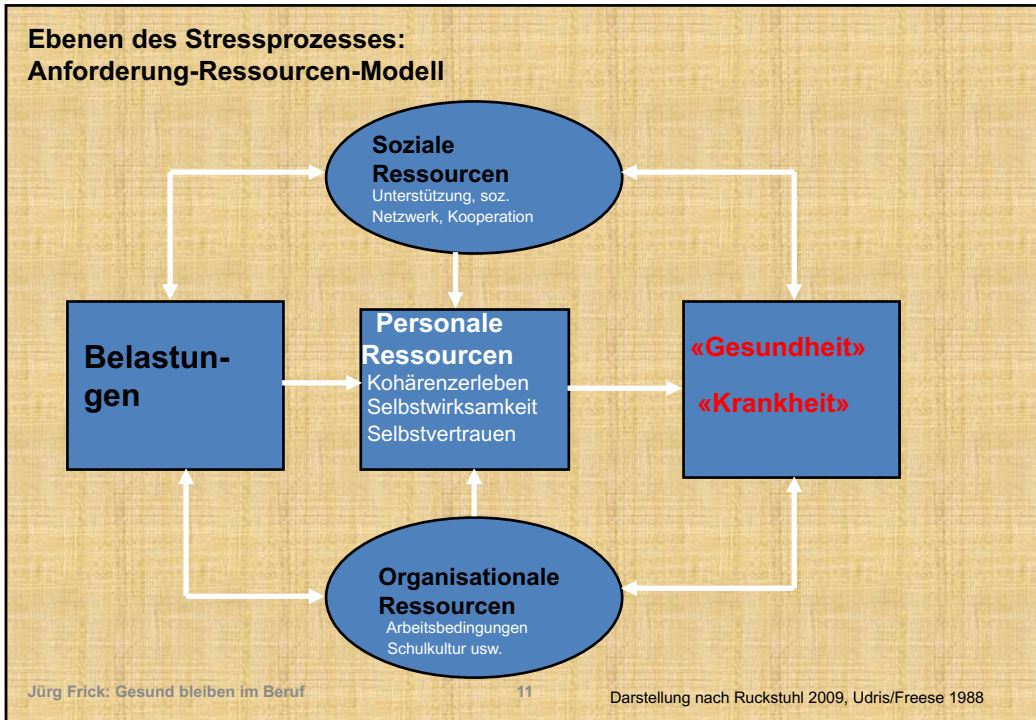 Ebenen des Stressprozesses:
Anforderung-Ressourcen-Modell
Soziale
Ressourcen
Unterstützung, soz.
Netzwerk, Kooperation
Belastun-
gen
Personale
Ressourcen
Kohärenzerleben
Selbstwirksamkeit
Selbstvertrauen
«Gesundheit»
«Krankheit»
Organisationale
Ressourcen
Arbeitsbedingungen
Schulkultur usw.
Jürg Frick: Gesund bleiben im Beruf
11
Darstellung nach Ruckstuhl 2009, Udris/Freese 1988